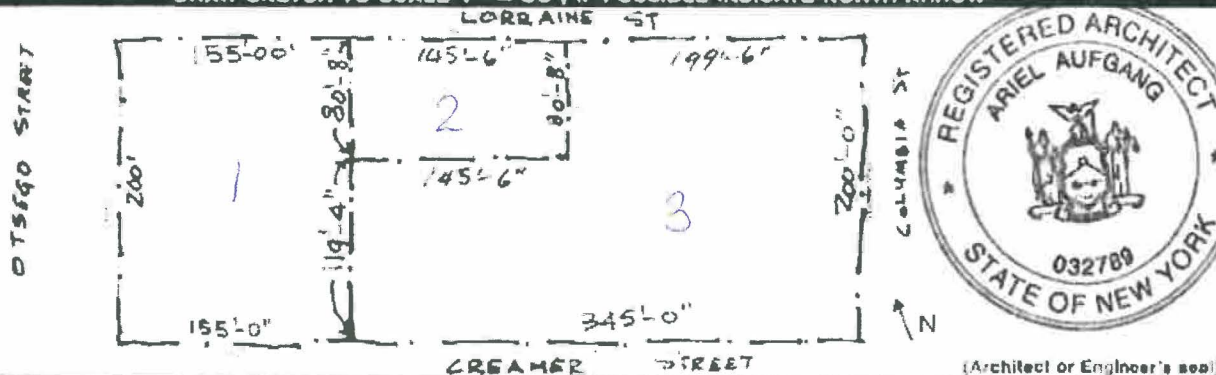 LORRAINE ST
155-00'
145-6"
199-6"
80'-8"
80'-8"
OTSEGO STRAFT
200'
1
2
3
145-6"
119'-4"
200'-0"
COLUMBIA ST
155'-0"
345'-0"
CREAMER STREET
N
REGISTERED ARCHITECT
ARIEL AUFGANG
032789
STATE OF NEW YORK
(Architect or Engineer's seal)